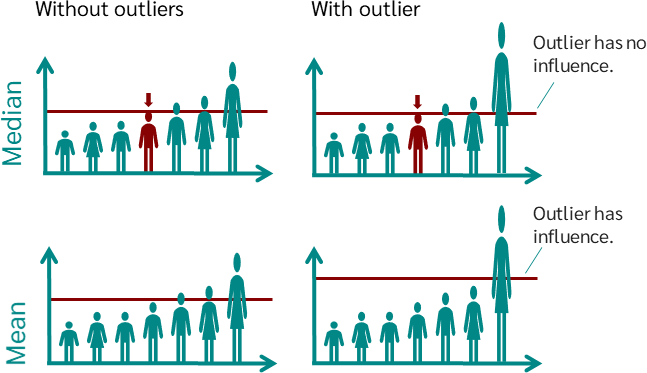 Without outliers
With outlier
Median
Outlier has no
influence.
Mean
Outlier has
influence.